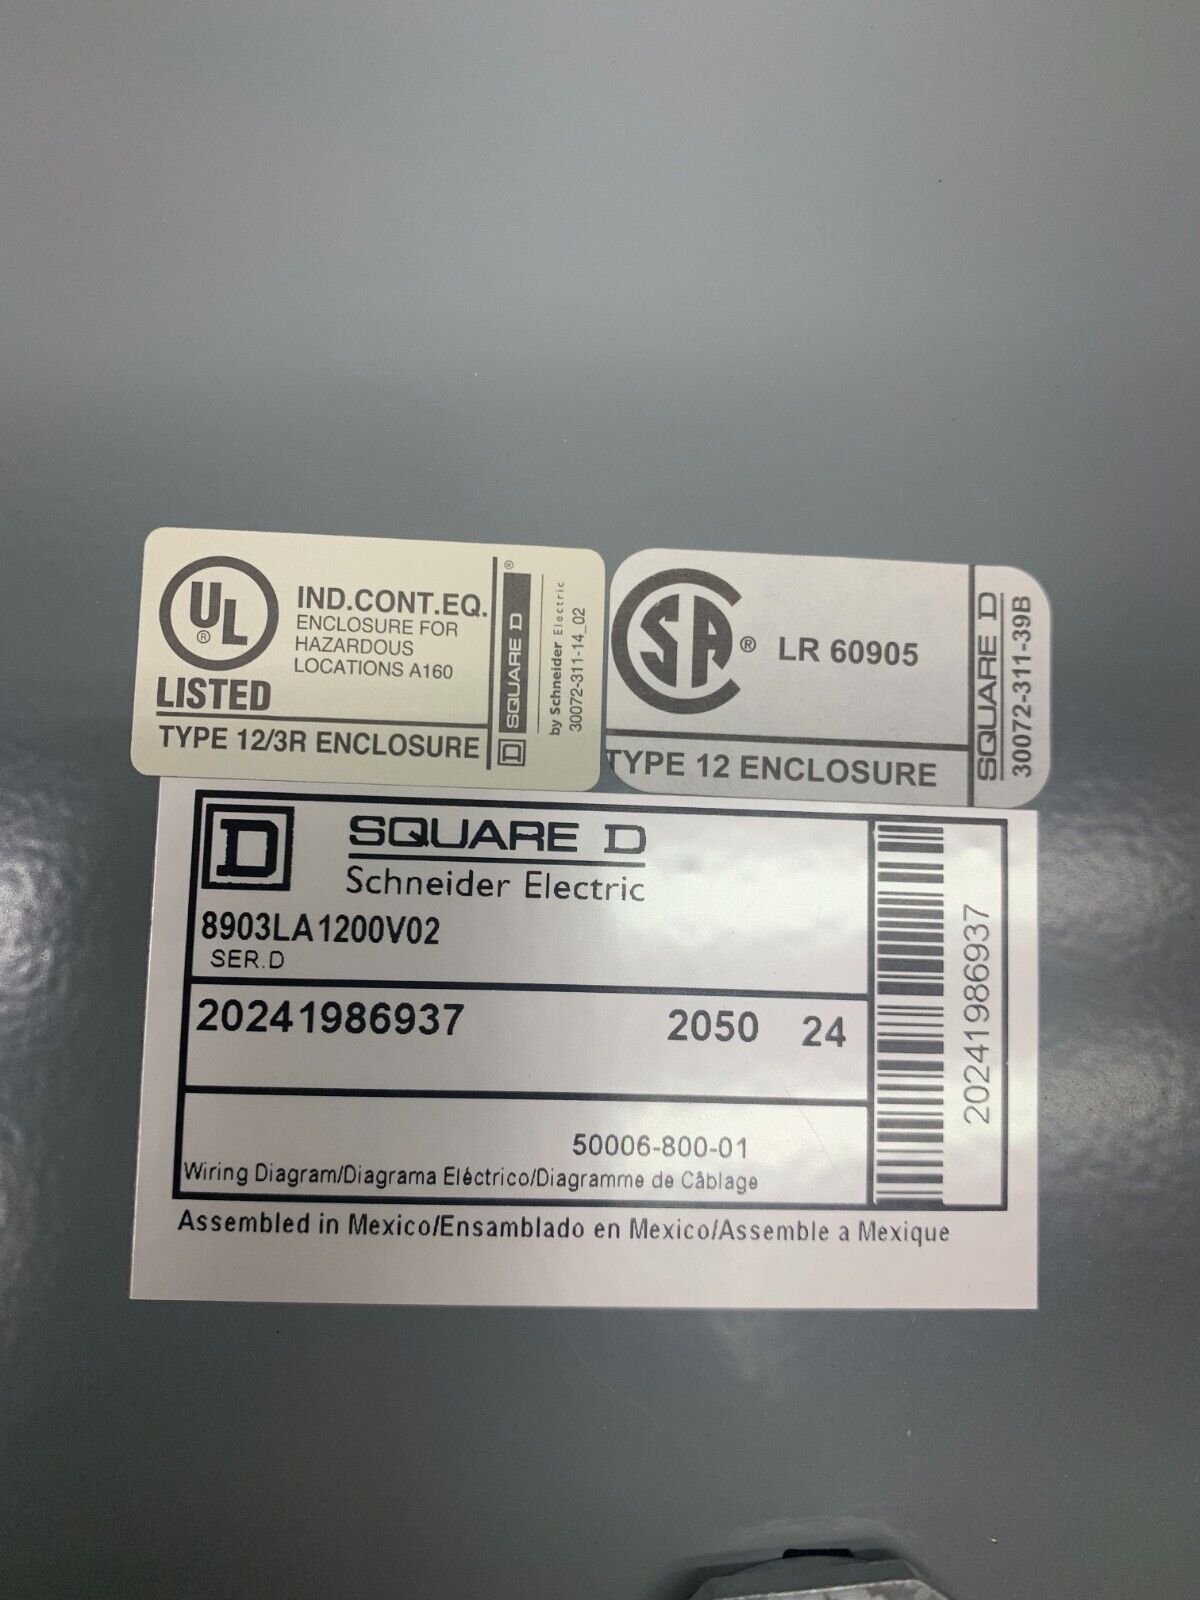 UL
®
LISTED
IND.CONT.EQ.
ENCLOSURE FOR
HAZARDOUS
LOCATIONS A160
TYPE 12/3R ENCLOSURE
D SQUARE D ®
by Schneider Electric
30072-311-14_02
SA ®
LR 60905
TYPE 12 ENCLOSURE
SQUARE D
30072-311-39B
D
SQUARE D
Schneider Electric
8903LA1200V02
SER.D
20241986937 2050 24
50006-800-01
Wiring Diagram/Diagrama Eléctrico/Diagramme de Câblage
20241986937
Assembled in Mexico/Ensamblado en Mexico/Assemble a Mexique